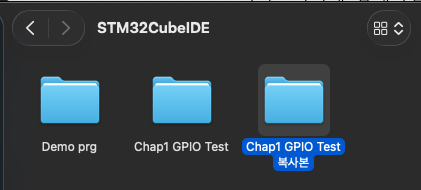 STM32CubeIDE
Demo prg
Chap1 GPIO Test
Chap1 GPIO Test
복사본